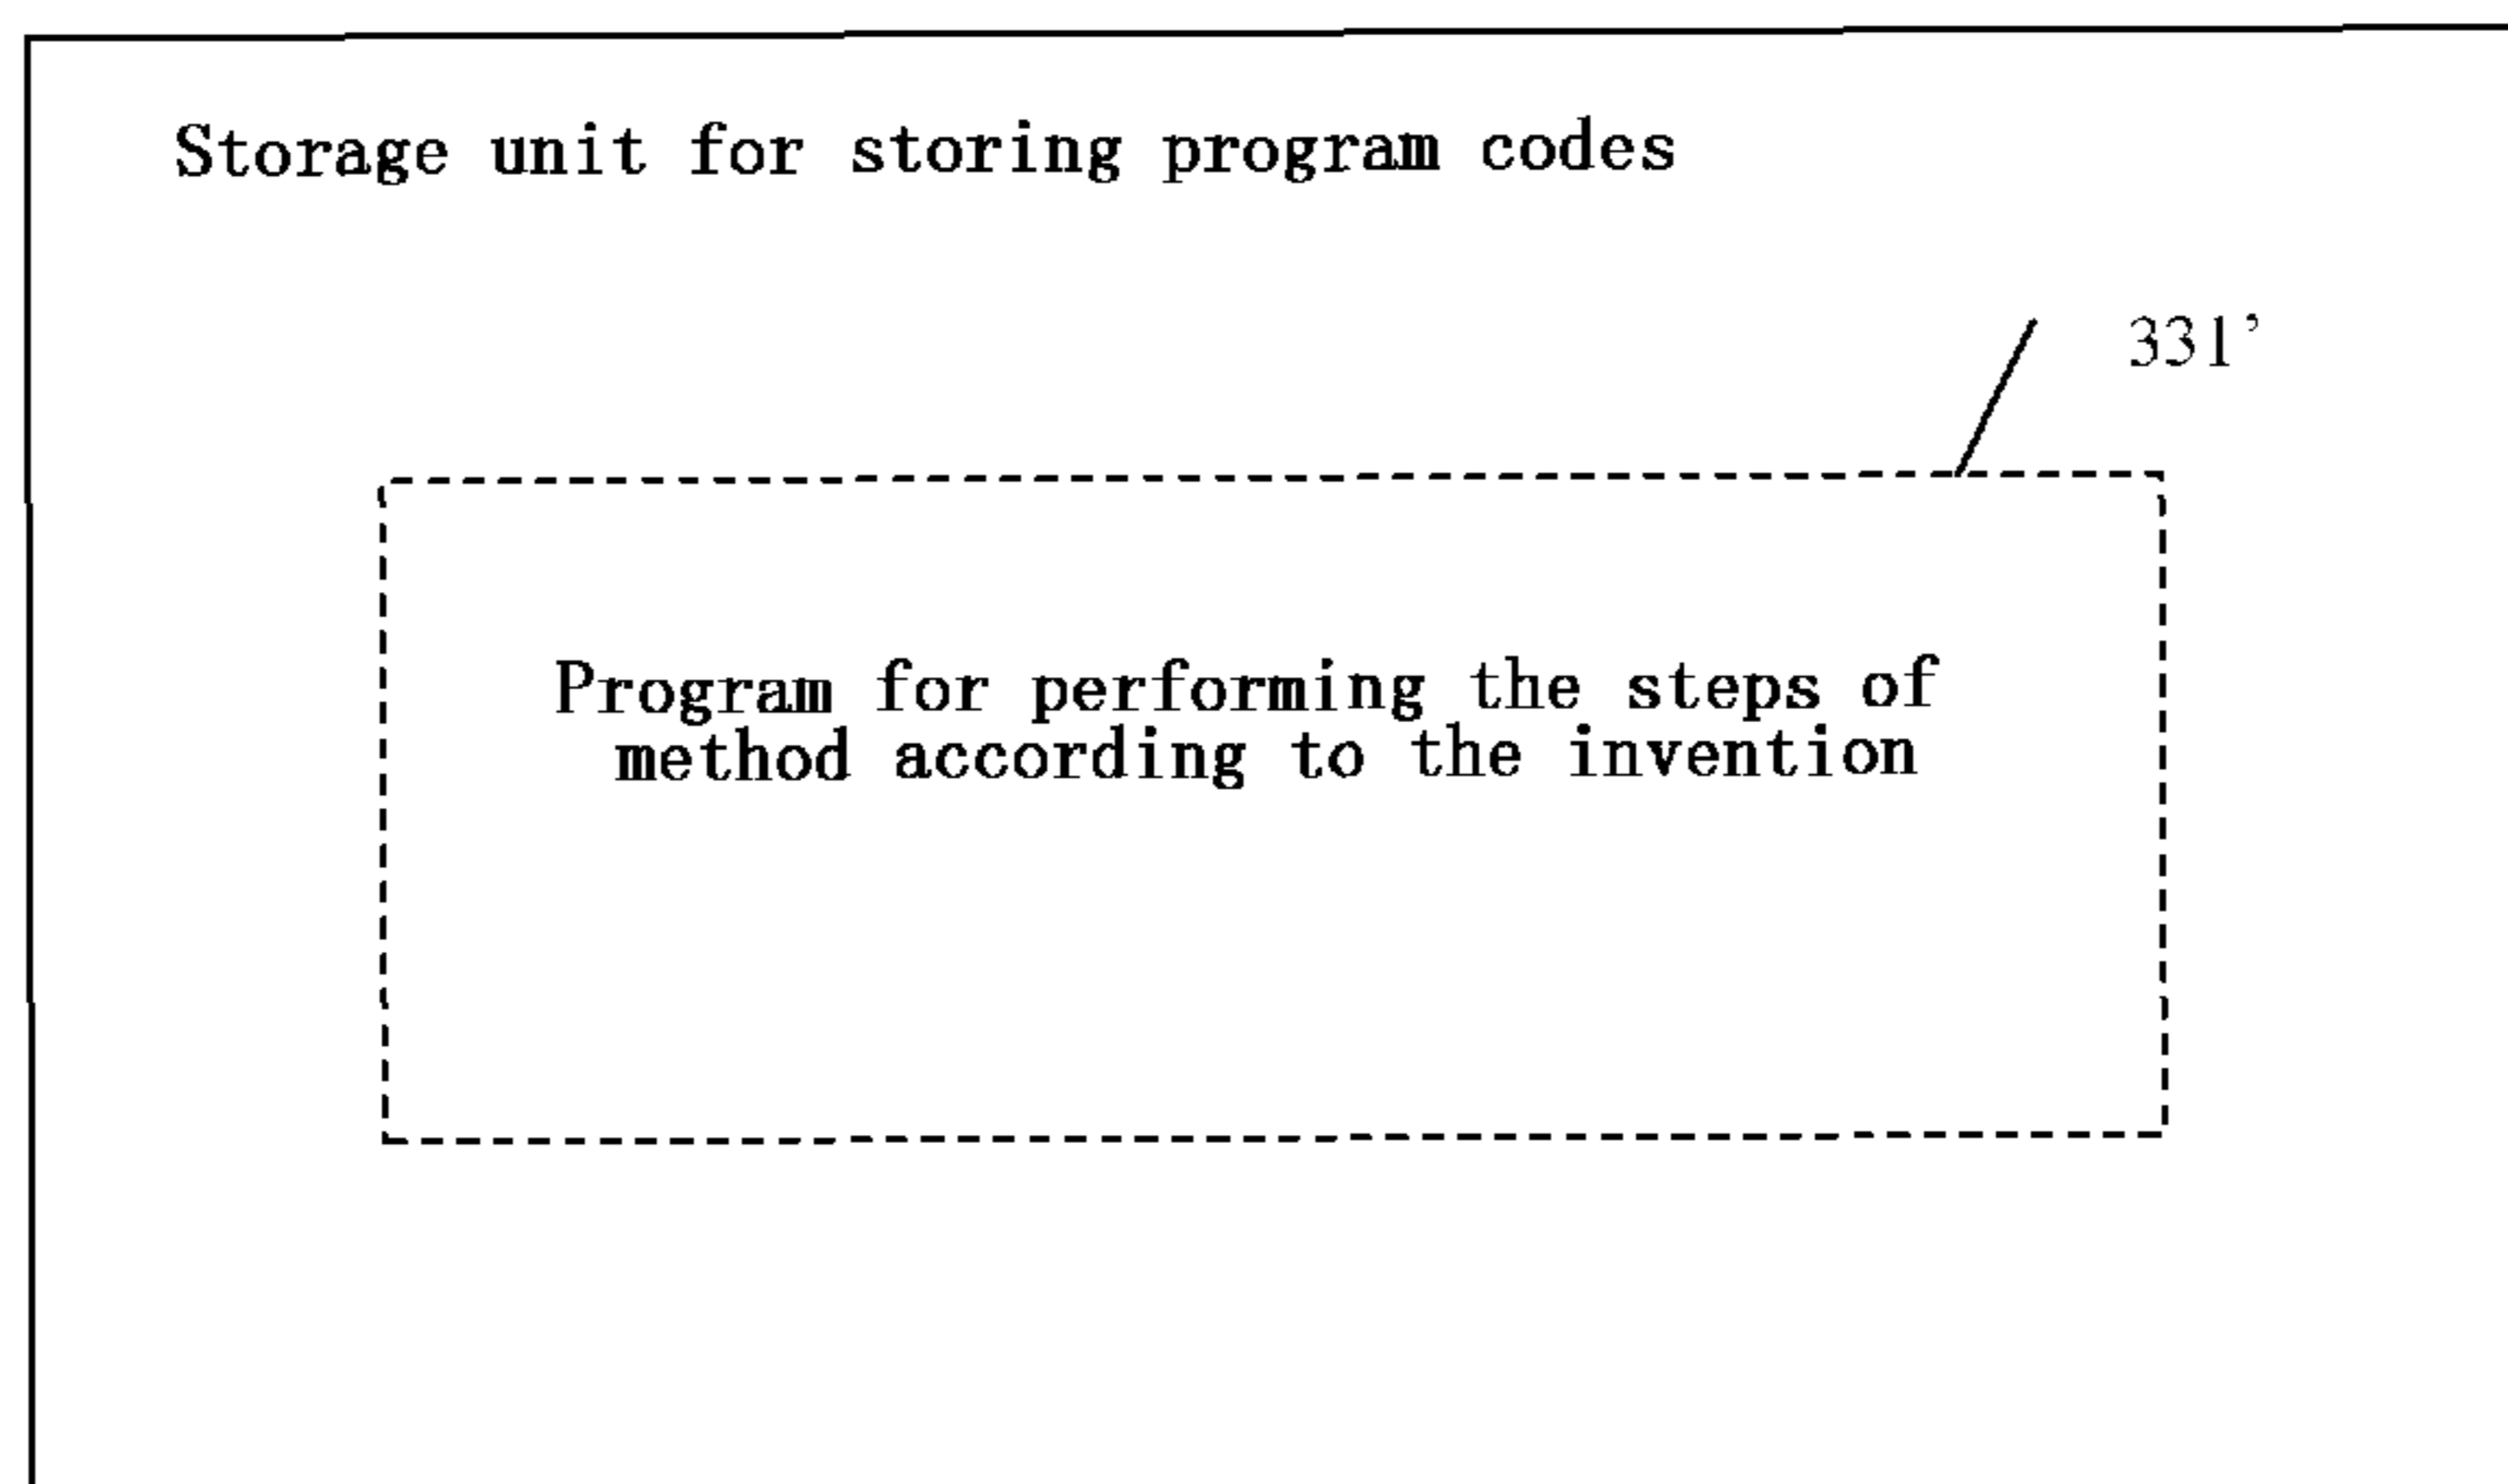 Storage unit for storing program codes
331’
Program for performing the steps of
method according to the invention